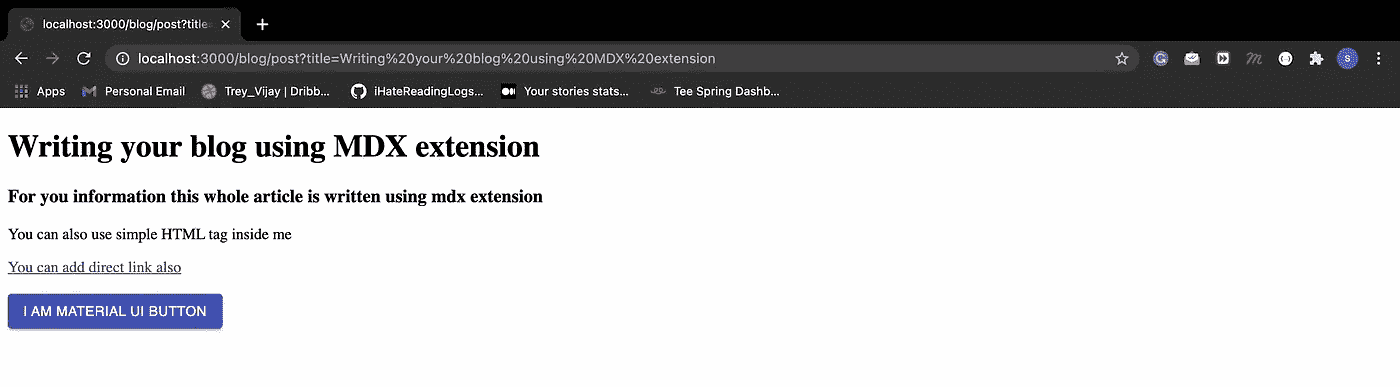 localhost:3000/blog/post?title=
localhost:3000/blog/post?title=Writing%20your%20blog%20using%20MDX%20extension
S
Apps Personal Email Trey_Vijay | Dribb... iHateReadingLogs... Your stories stats... Tee Spring Dashb...
Writing your blog using MDX extension
For you information this whole article is written using mdx extension
You can also use simple HTML tag inside me
You can add direct link also
I AM MATERIAL UI BUTTON